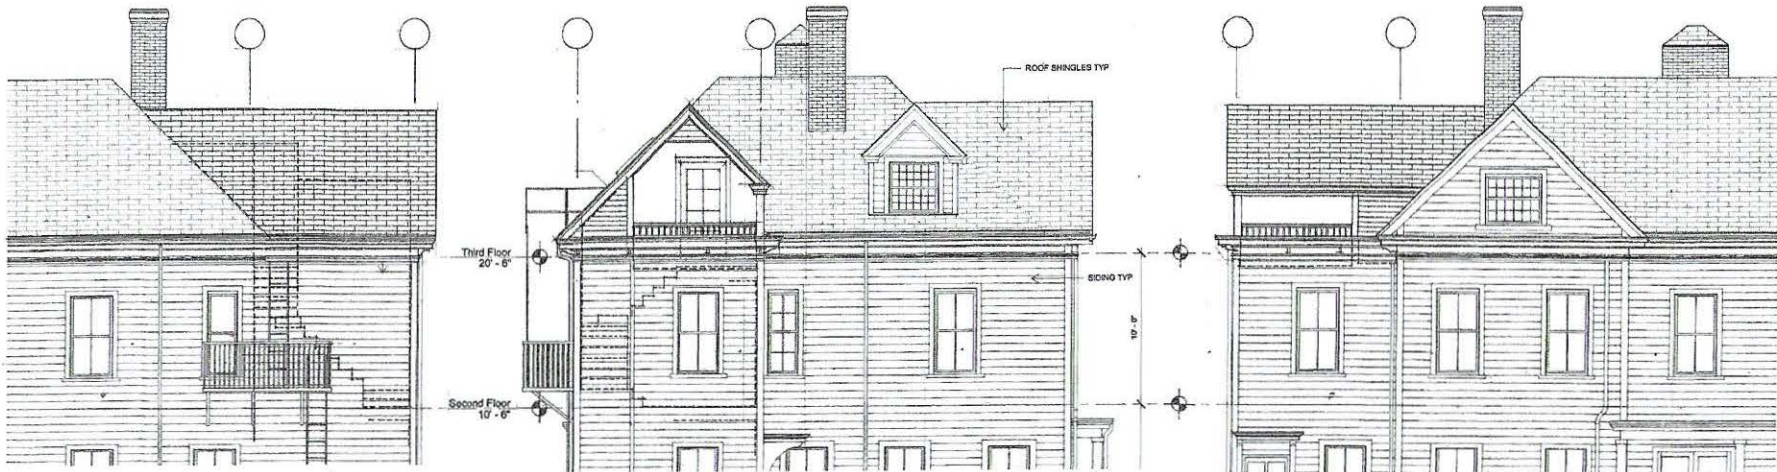 ROOF SHINGLES TYP
Third Floor
20' - 6"
SIDING TYP
10' - 0"
Second Floor
10' - 6"